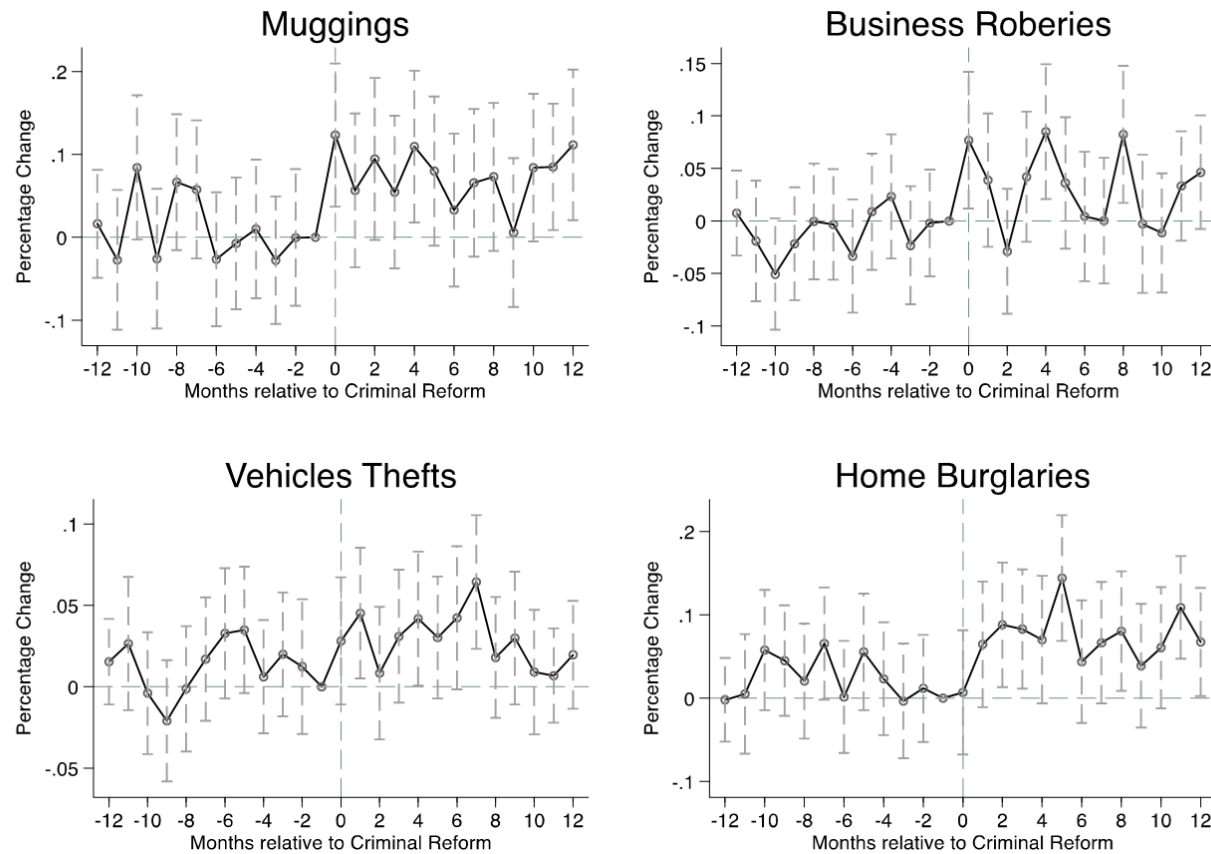 Muggings
Percentage Change
.2
.1
0
-.1
-12 -10 -8 -6 -4 -2 0 2 4 6 8 10 12
Months relative to Criminal Reform
Business Roberies
Percentage Change
.15
.1
.05
0
-.05
-.1
-12 -10 -8 -6 -4 -2 0 2 4 6 8 10 12
Months relative to Criminal Reform
Vehicles Thefts
Percentage Change
.1
.05
0
-.05
-12 -10 -8 -6 -4 -2 0 2 4 6 8 10 12
Months relative to Criminal Reform
Home Burglaries
Percentage Change
.2
.1
0
-.1
-12 -10 -8 -6 -4 -2 0 2 4 6 8 10 12
Months relative to Criminal Reform